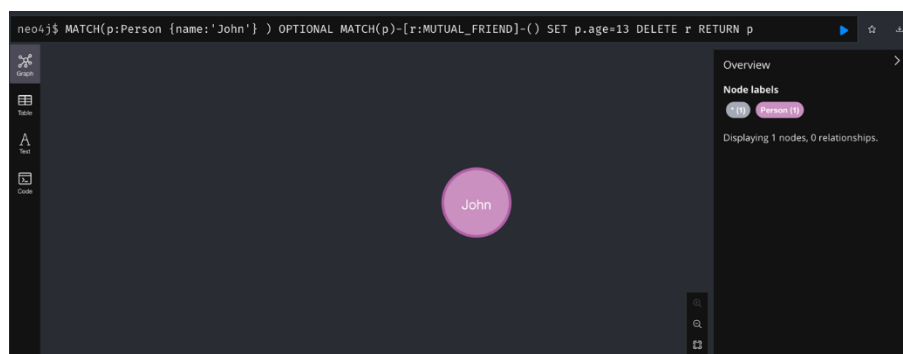 neo4j$ MATCH(p:Person {name:'John'} ) OPTIONAL MATCH(p)-[r:MUTUAL_FRIEND]-() SET p.age=13 DELETE r RETURN p
Graph
Table
A
Text
Code
John
Overview
Node labels
* (1) Person (1)
Displaying 1 nodes, 0 relationships.